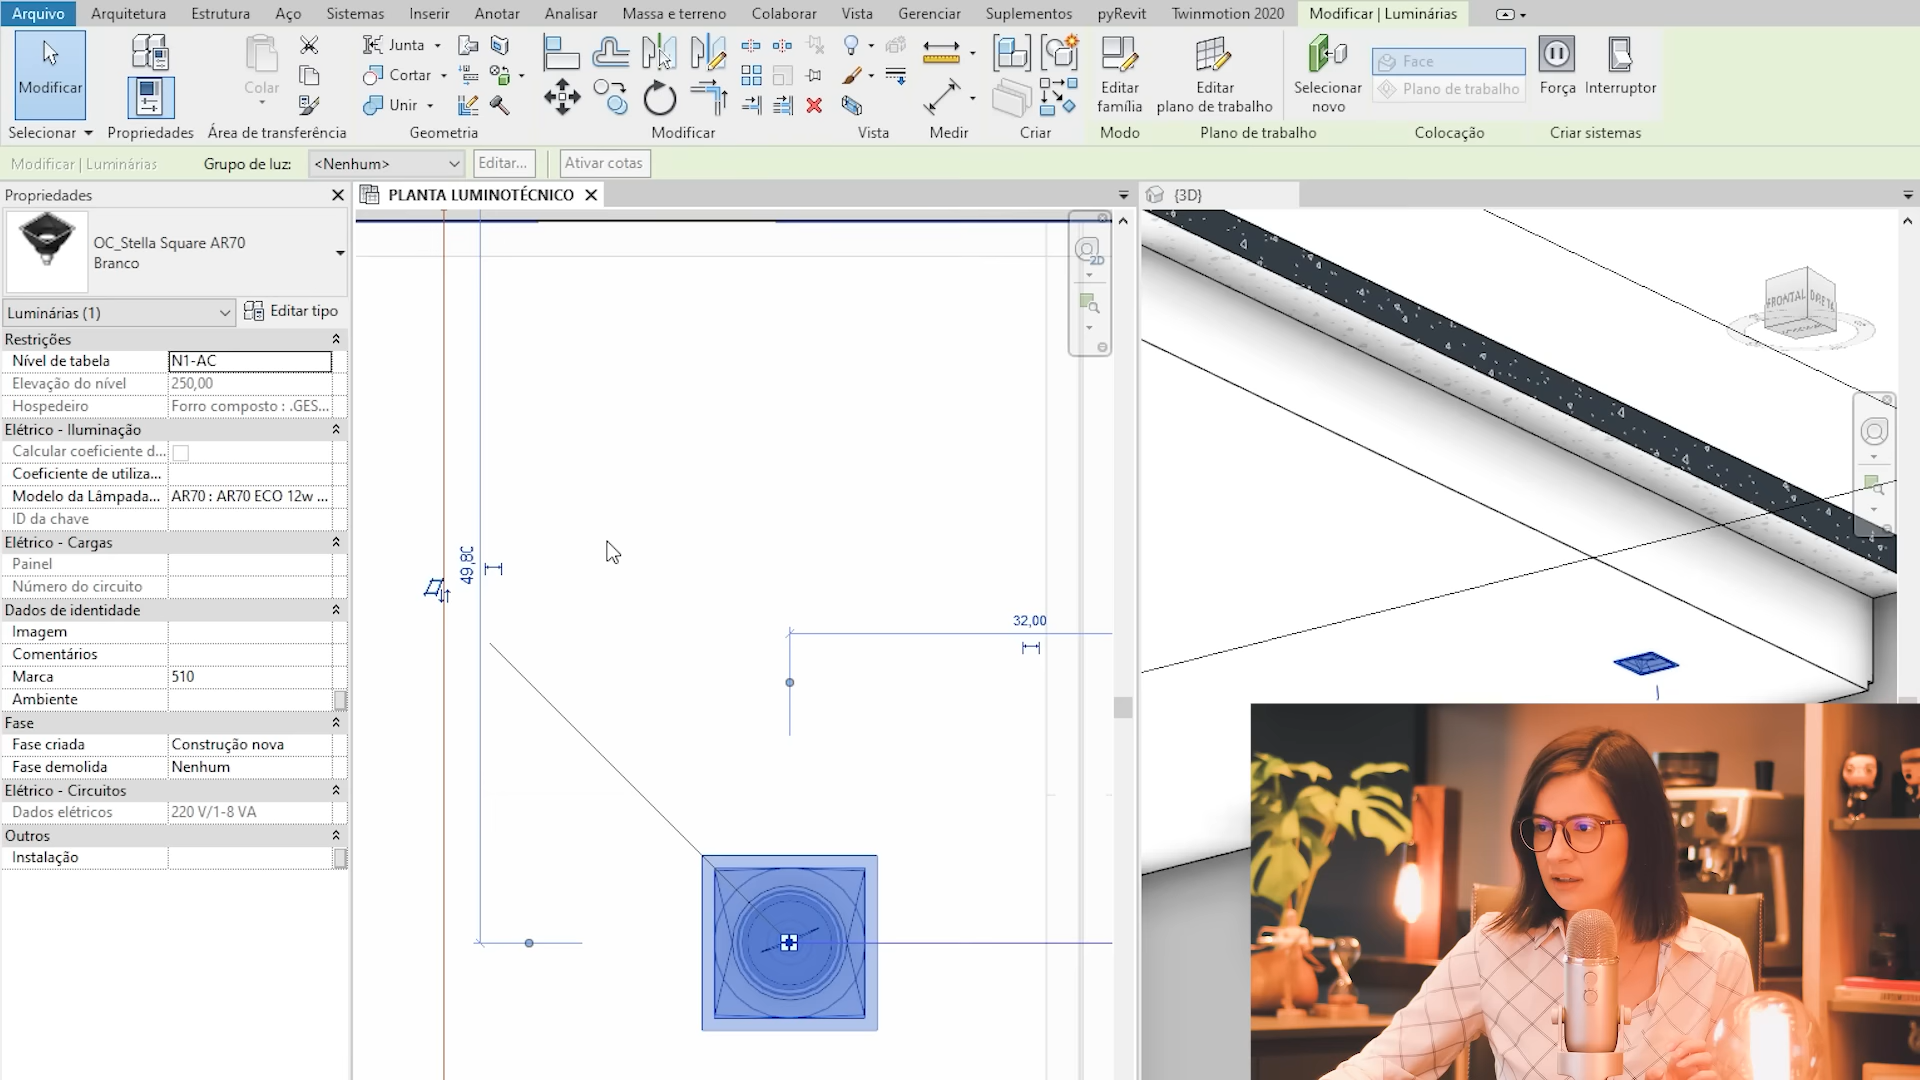 Arquivo Arquitetura Estrutura Aço Sistemas Inserir Anotar Analisar Massa e terreno Colaborar Vista Gerenciar Suplementos pyRevit Twinmotion 2020 Modificar | Luminárias
Modificar
Colar
Junta
Cortar
Unir
Editar
família
Editar
plano de trabalho
Selecionar
novo
Face
Plano de trabalho
Força
Interruptor
Selecionar Propriedades Área de transferência Geometria Modificar Vista Medir Criar Modo Plano de trabalho Colocação Criar sistemas
Modificar | Luminárias Grupo de luz: <Nenhum> Editar... Ativar cotas
Propriedades
PLANTA LUMINOTÉCNICO
{3D}
OC_Stella Square AR70
Branco
Luminárias (1) Editar tipo
Restrições
Nível de tabela N1-AC
Elevação do nível 250,00
Hospedeiro Forro composto : .GES...
Elétrico - Iluminação
Calcular coeficiente d...
Coeficiente de utiliza...
Modelo da Lâmpada... AR70 : AR70 ECO 12w ...
ID da chave
Elétrico - Cargas
Painel
Número do circuito
Dados de identidade
Imagem
Comentários
Marca 510
Ambiente
Fase
Fase criada Construção nova
Fase demolida Nenhum
Elétrico - Circuitos
Dados elétricos 220 V/1-8 VA
Outros
Instalação
2D
49,80
32,00
FRONTAL